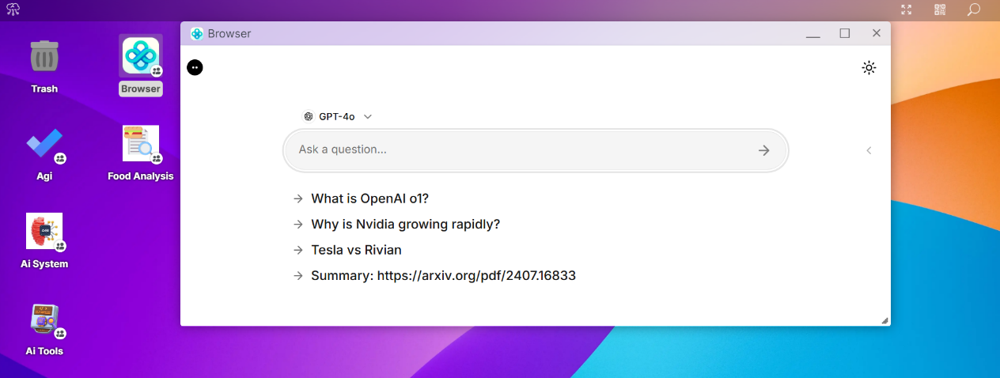 Browser
Trash
Browser
Agi
Food Analysis
Ai System
Ai Tools
GPT-4o
Ask a question...
What is OpenAI o1?
Why is Nvidia growing rapidly?
Tesla vs Rivian
Summary: https://arxiv.org/pdf/2407.16833